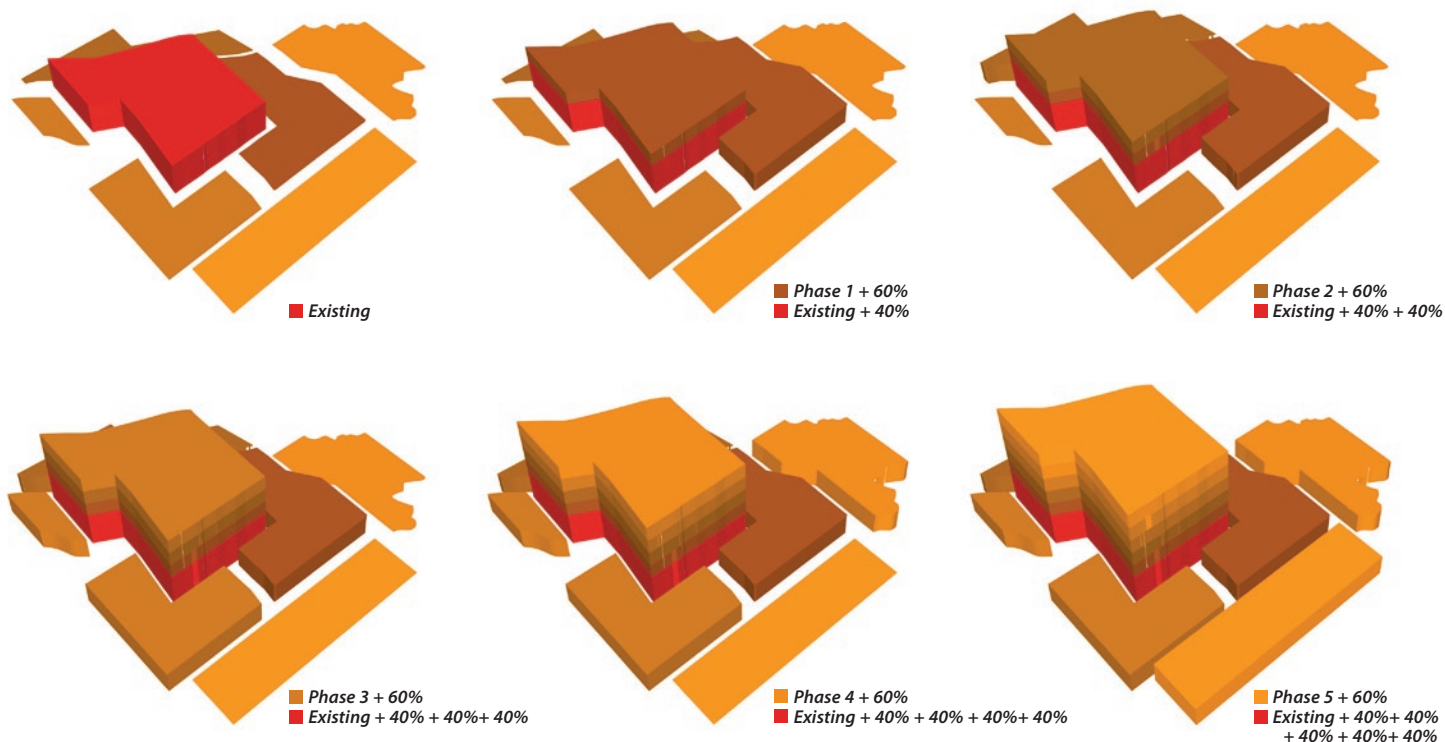 Existing
Phase 1 + 60%
Existing + 40%
Phase 2 + 60%
Existing + 40% + 40%
Phase 3 + 60%
Existing + 40% + 40%+ 40%
Phase 4 + 60%
Existing + 40% + 40% + 40%+ 40%
Phase 5 + 60%
Existing + 40%+ 40%
+ 40% + 40%+ 40%